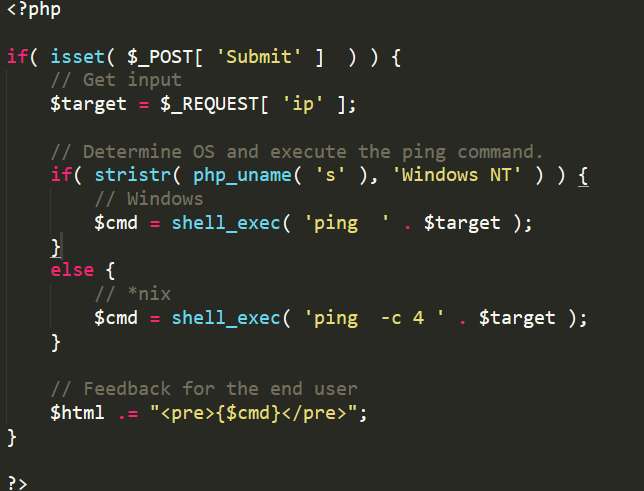 <?php

if( isset( $_POST[ 'Submit' ]  ) ) {
    // Get input
    $target = $_REQUEST[ 'ip' ];

    // Determine OS and execute the ping command.
    if( stristr( php_uname( 's' ), 'Windows NT' ) ) {
        // Windows
        $cmd = shell_exec( 'ping  ' . $target );
    }
    else {
        // *nix
        $cmd = shell_exec( 'ping  -c 4 ' . $target );
    }

    // Feedback for the end user
    $html .= "<pre>{$cmd}</pre>";
}

?>